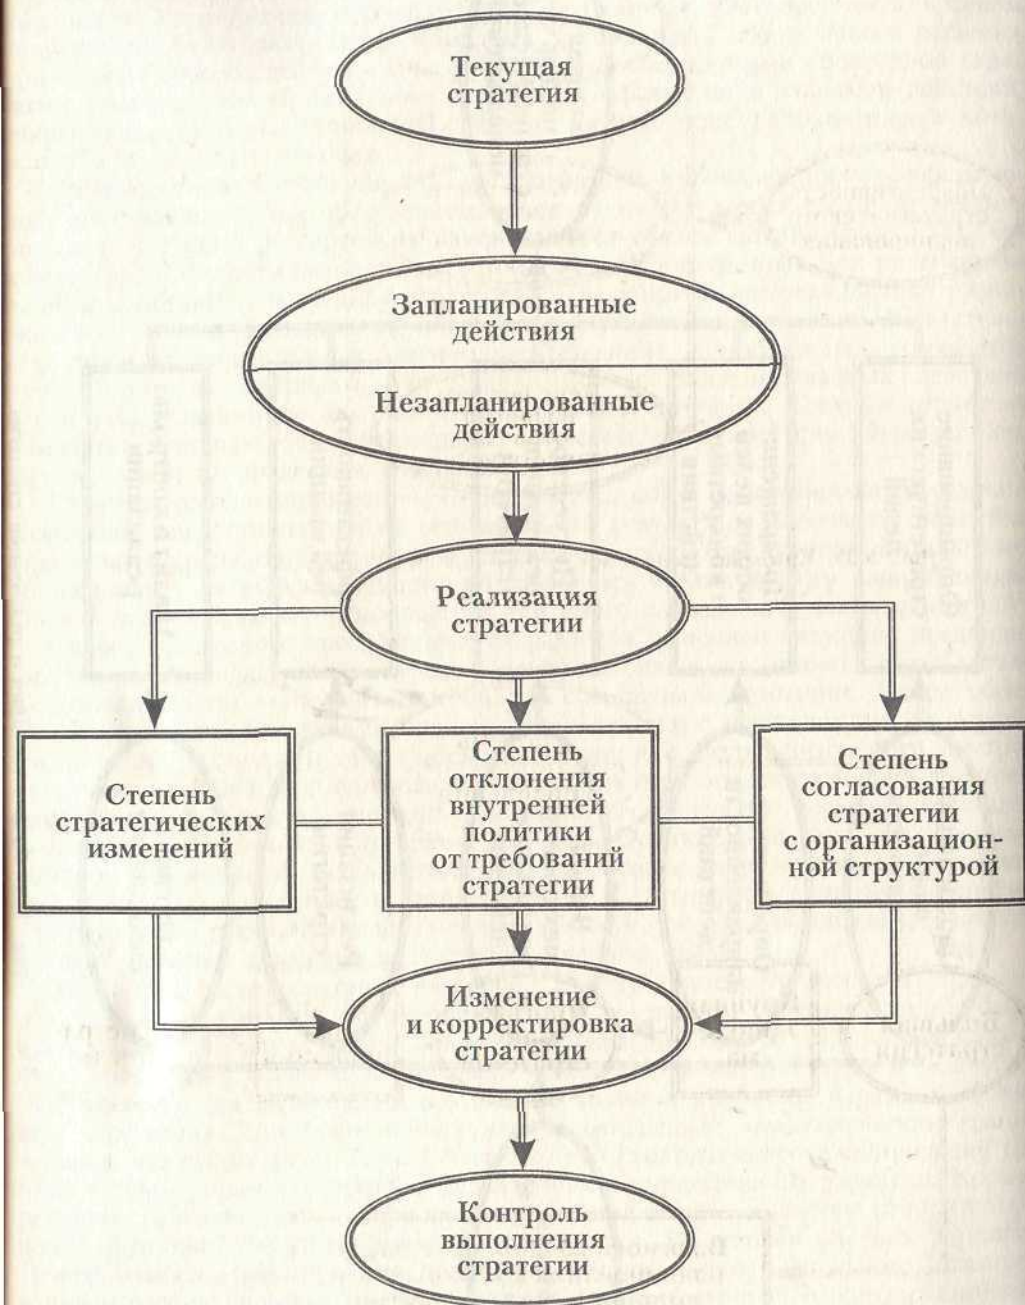 Текущая
стратегия
Запланированные
действия
Незапланированные
действия
Реализация
стратегии
Степень
стратегических
изменений
Степень
отклонения
внутренней
политики
от требований
стратегии
Степень
согласования
стратегии
с организацион-
ной структурой
Изменение
и корректировка
стратегии
Контроль
выполнения
стратегии